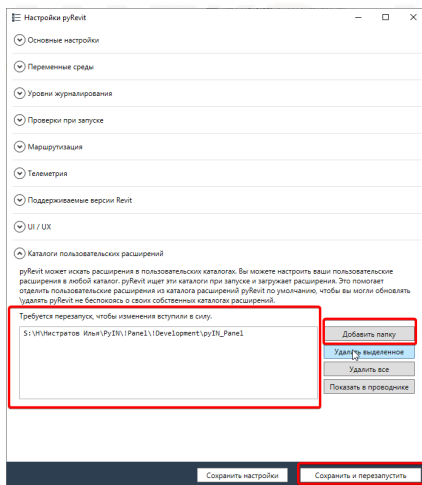 Настройки pyRevit
Основные настройки
Переменные среды
Уровни журналирования
Проверки при запуске
Маршрутизация
Телеметрия
Поддерживаемые версии Revit
UI / UX
Каталоги пользовательских расширений
pyRevit может искать расширения в пользовательских каталогах. Вы можете настроить ваши пользовательские
расширения в любой каталог. pyRevit ищет эти каталоги при запуске и загружает расширения. Это помогает
отделить пользовательские расширения из каталога расширений pyRevit по умолчанию, чтобы вы могли обновлять
\удалять pyRevit не беспокоясь о своих собственных каталогах расширений.
Требуется перезапуск, чтобы изменения вступили в силу.
S:\Н\Нистратов Илья\PyIN\!Panel\!Development\pyIN_Panel
Добавить папку
Удалить выделенное
Удалить все
Показать в проводнике
Сохранить настройки
Сохранить и перезапустить